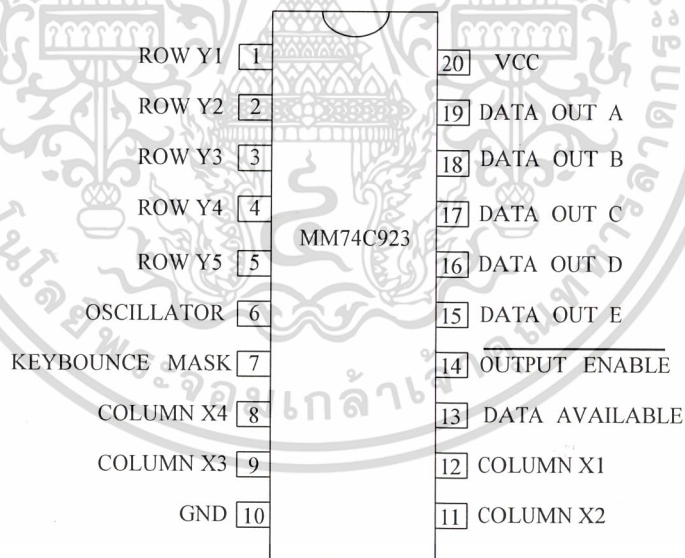 ROW Y1 1
ROW Y2 2
ROW Y3 3
ROW Y4 4
ROW Y5 5
OSCILLATOR 6
KEYBOUNCE MASK 7
COLUMN X4 8
COLUMN X3 9
GND 10
MM74C923
20 VCC
19 DATA OUT A
18 DATA OUT B
17 DATA OUT C
16 DATA OUT D
15 DATA OUT E
14 OUTPUT ENABLE
13 DATA AVAILABLE
12 COLUMN X1
11 COLUMN X2